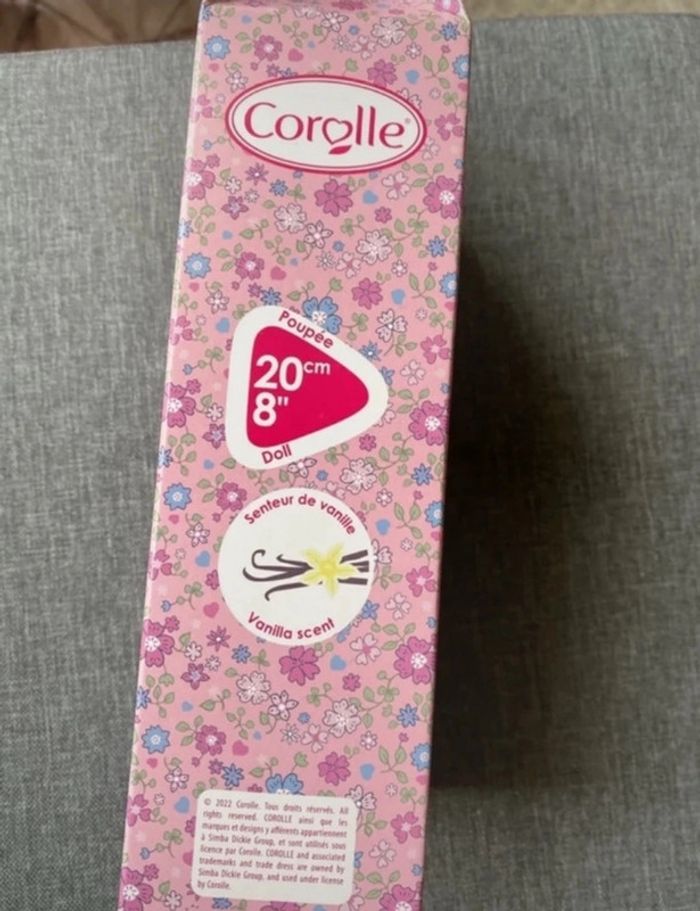 Corolle®
Poupée
20cm
8"
Doll
Senteur de vanille
Vanilla scent
© 2022 Corolle. Tous droits réservés. All
rights reserved. COROLLE ainsi que les
marques et designs y afférents appartiennent
à Simba Dickie Group, et sont utilisés sous
licence par Corolle. COROLLE and associated
trademarks and trade dress are owned by
Simba Dickie Group, and used under license
by Corolle.